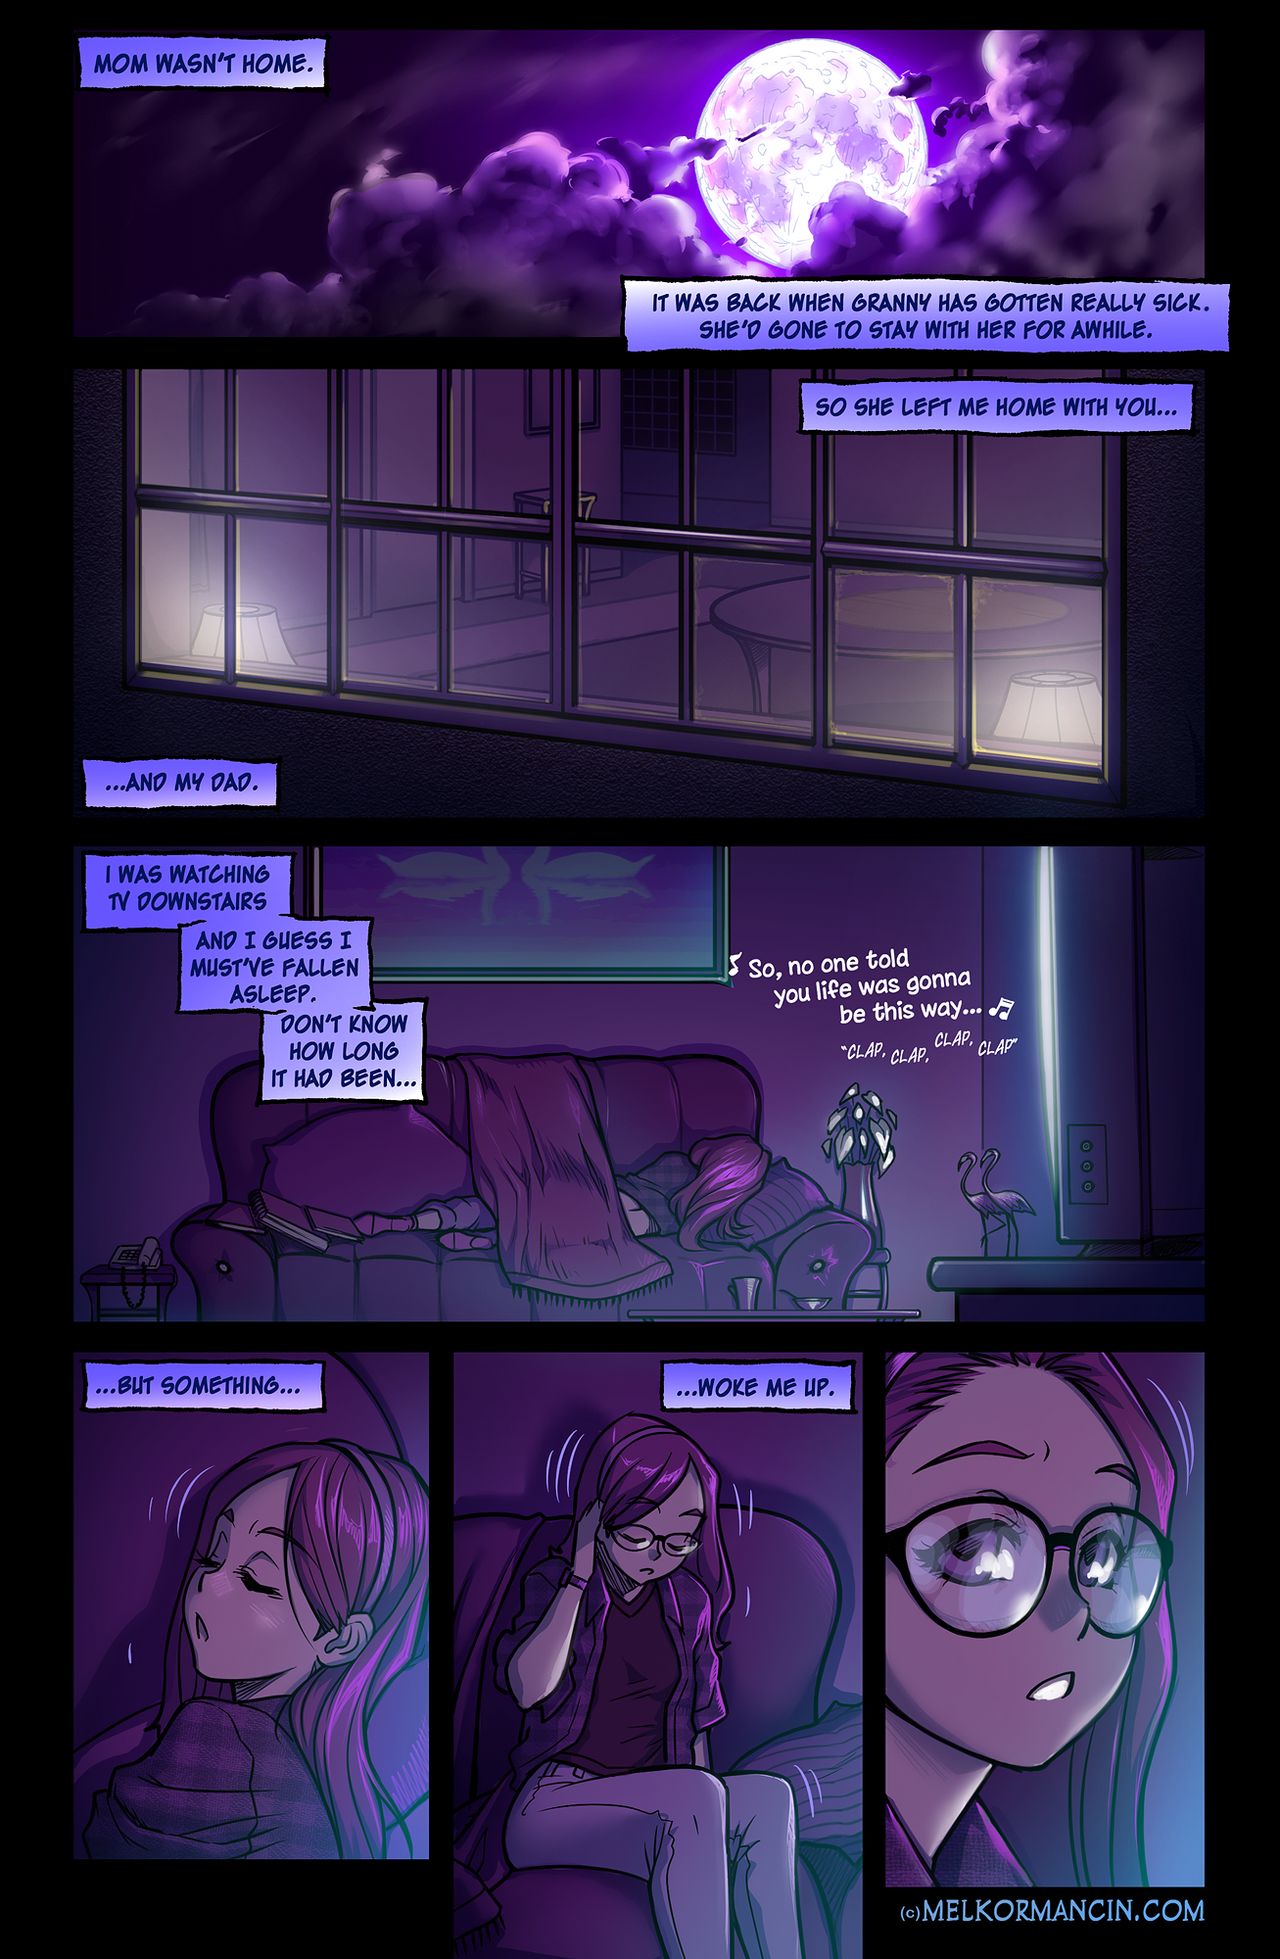 MOM WASN'T HOME.
IT WAS BACK WHEN GRANNY HAS GOTTEN REALLY SICK.
SHE'D GONE TO STAY WITH HER FOR AWHILE.
SO SHE LEFT ME HOME WITH YOU...
...AND MY DAD.
I WAS WATCHING
TV DOWNSTAIRS
AND I GUESS I
MUST'VE FALLEN
ASLEEP.
DON'T KNOW
HOW LONG
IT HAD BEEN...
So, no one told
you life was gonna
be this way...
"CLAP, CLAP, CLAP, CLAP"
...BUT SOMETHING...
...WOKE ME UP.
(c)MELKORMANCIN.COM